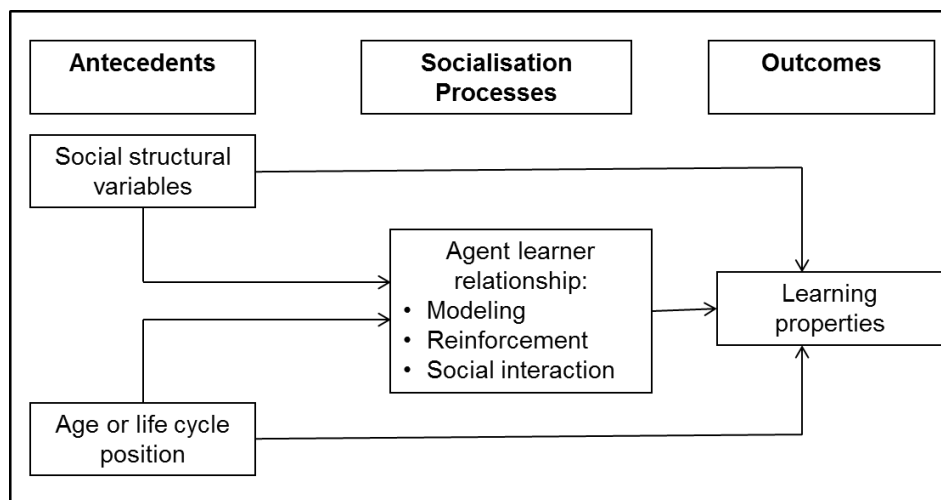 Antecedents
Socialisation
Processes
Outcomes
Social structural
variables
Agent learner
relationship:
• Modeling
• Reinforcement
• Social interaction
Learning
properties
Age or life cycle
position